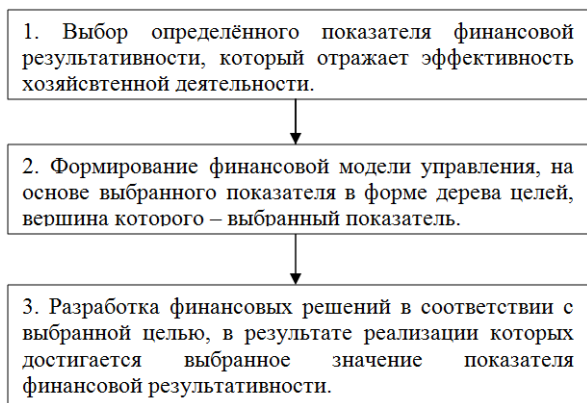 1. Выбор определённого показателя финансовой
результативности, который отражает эффективность
хозяйсвтенной деятельности.
2. Формирование финансовой модели управления, на
основе выбранного показателя в форме дерева целей,
вершина которого – выбранный показатель.
3. Разработка финансовых решений в соответствии с
выбранной целью, в результате реализации которых
достигается выбранное значение показателя
финансовой результативности.